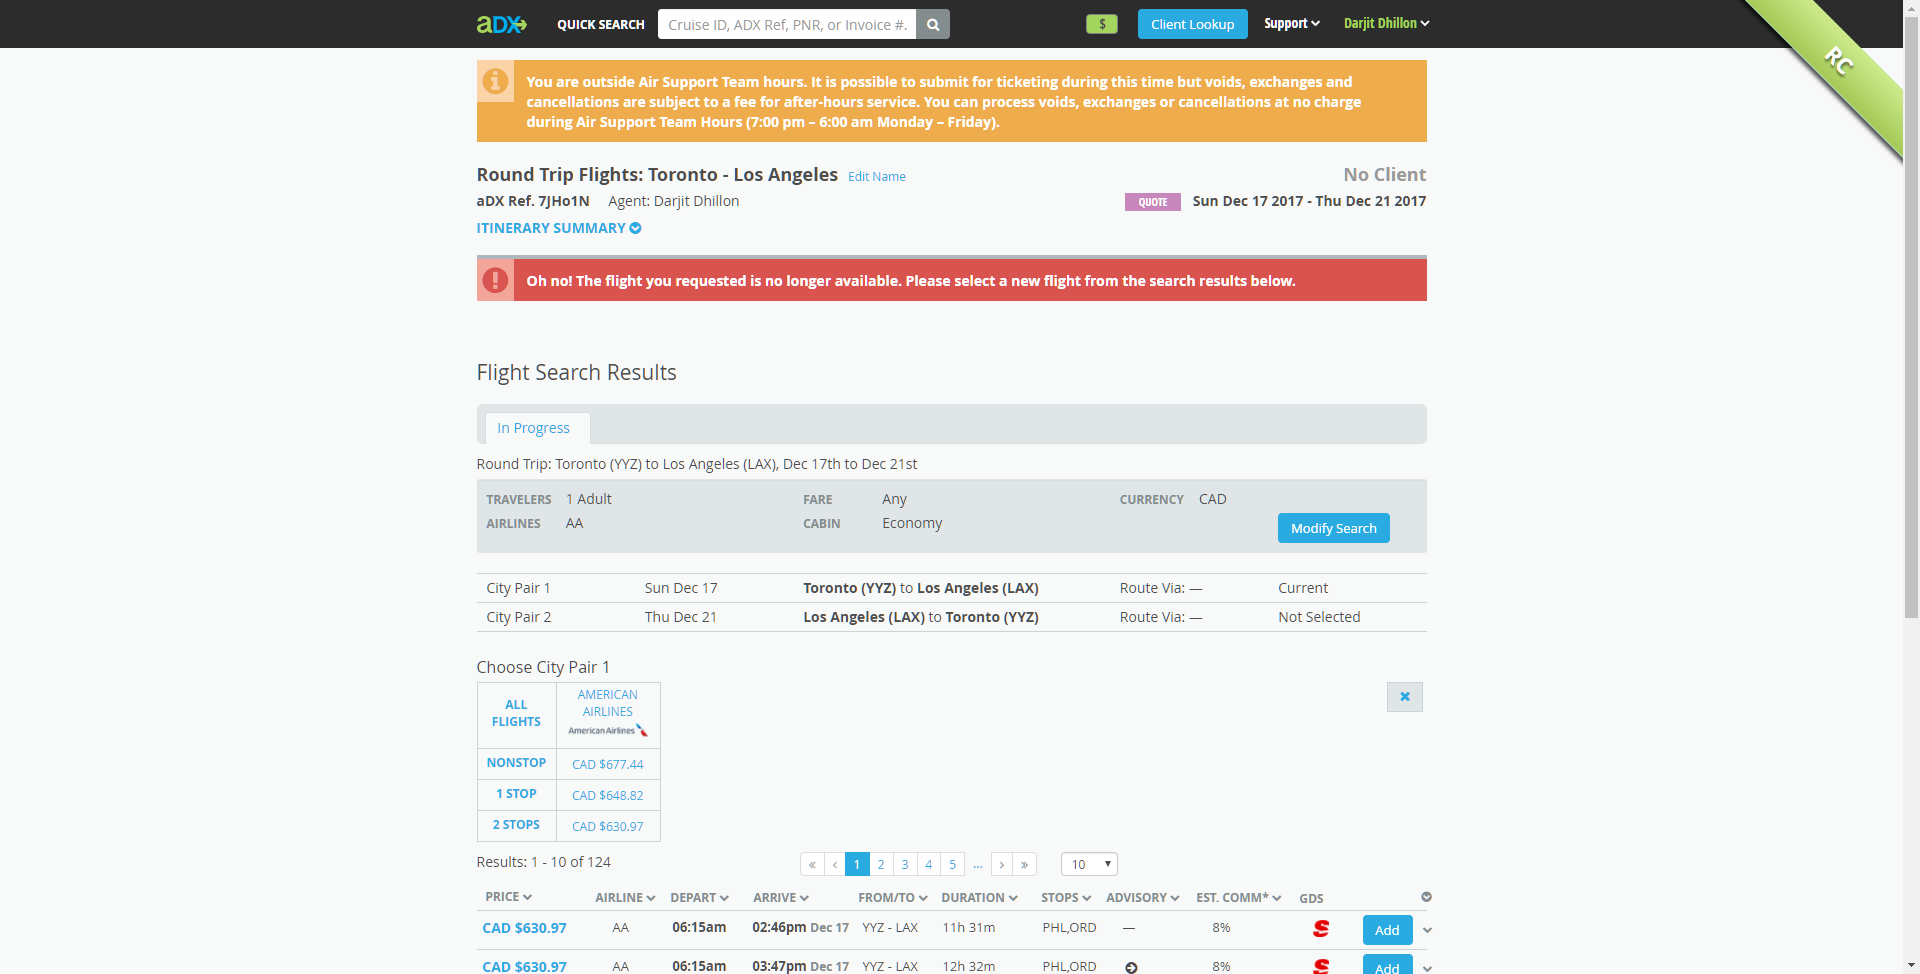 aDX QUICK SEARCH Cruise ID, ADX Ref, PNR, or Invoice #. $ Client Lookup Support Darjit Dhillon
RC
You are outside Air Support Team hours. It is possible to submit for ticketing during this time but voids, exchanges and
cancellations are subject to a fee for after-hours service. You can process voids, exchanges or cancellations at no charge
during Air Support Team Hours (7:00 pm – 6:00 am Monday – Friday).
Round Trip Flights: Toronto - Los Angeles Edit Name No Client
aDX Ref. 7JHo1N Agent: Darjit Dhillon QUOTE Sun Dec 17 2017 - Thu Dec 21 2017
ITINERARY SUMMARY
Oh no! The flight you requested is no longer available. Please select a new flight from the search results below.
Flight Search Results
In Progress
Round Trip: Toronto (YYZ) to Los Angeles (LAX), Dec 17th to Dec 21st
TRAVELERS 1 Adult FARE Any CURRENCY CAD
AIRLINES AA CABIN Economy
Modify Search
City Pair 1 Sun Dec 17 Toronto (YYZ) to Los Angeles (LAX) Route Via: — Current
City Pair 2 Thu Dec 21 Los Angeles (LAX) to Toronto (YYZ) Route Via: — Not Selected
Choose City Pair 1
ALL
FLIGHTS
AMERICAN
AIRLINES
American Airlines
NONSTOP CAD $677.44
1 STOP CAD $648.82
2 STOPS CAD $630.97
Results: 1 - 10 of 124 « ‹ 1 2 3 4 5 ... › » 10
PRICE AIRLINE DEPART ARRIVE FROM/TO DURATION STOPS ADVISORY EST. COMM* GDS
CAD $630.97 AA 06:15am 02:46pm Dec 17 YYZ - LAX 11h 31m PHL,ORD — 8% Add
CAD $630.97 AA 06:15am 03:47pm Dec 17 YYZ - LAX 12h 32m PHL,ORD 8% Add